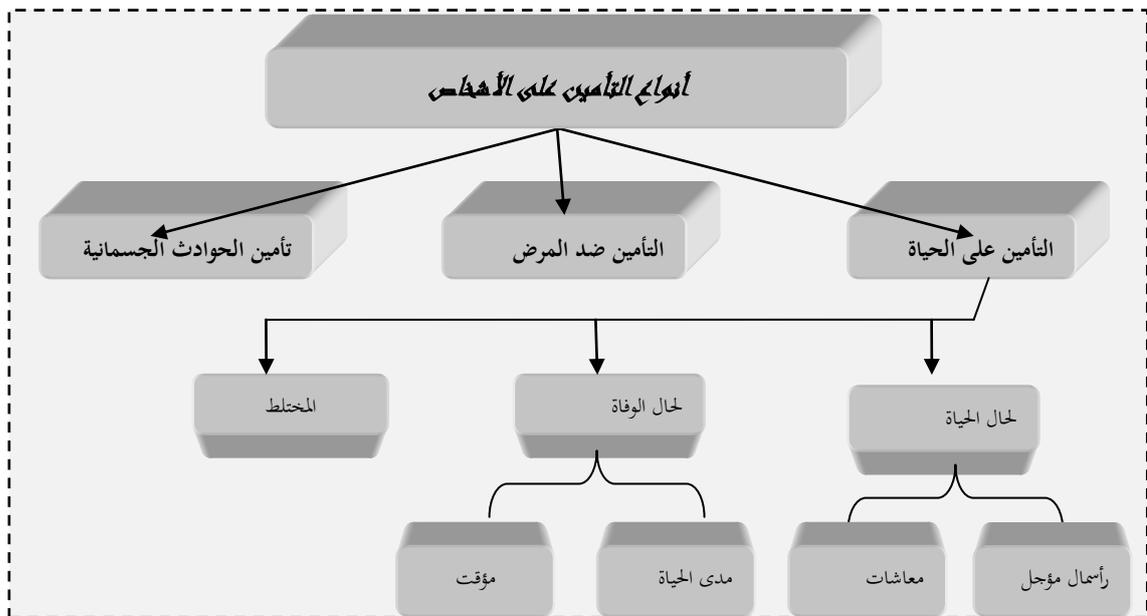 أنواع التأمين على الأشخاص
التأمين على الحياة
التأمين ضد المرض
تأمين الحوادث الجسمانية
لحال الحياة
لحال الوفاة
المختلط
رأسمال مؤجل
معاشات
مدى الحياة
مؤقت